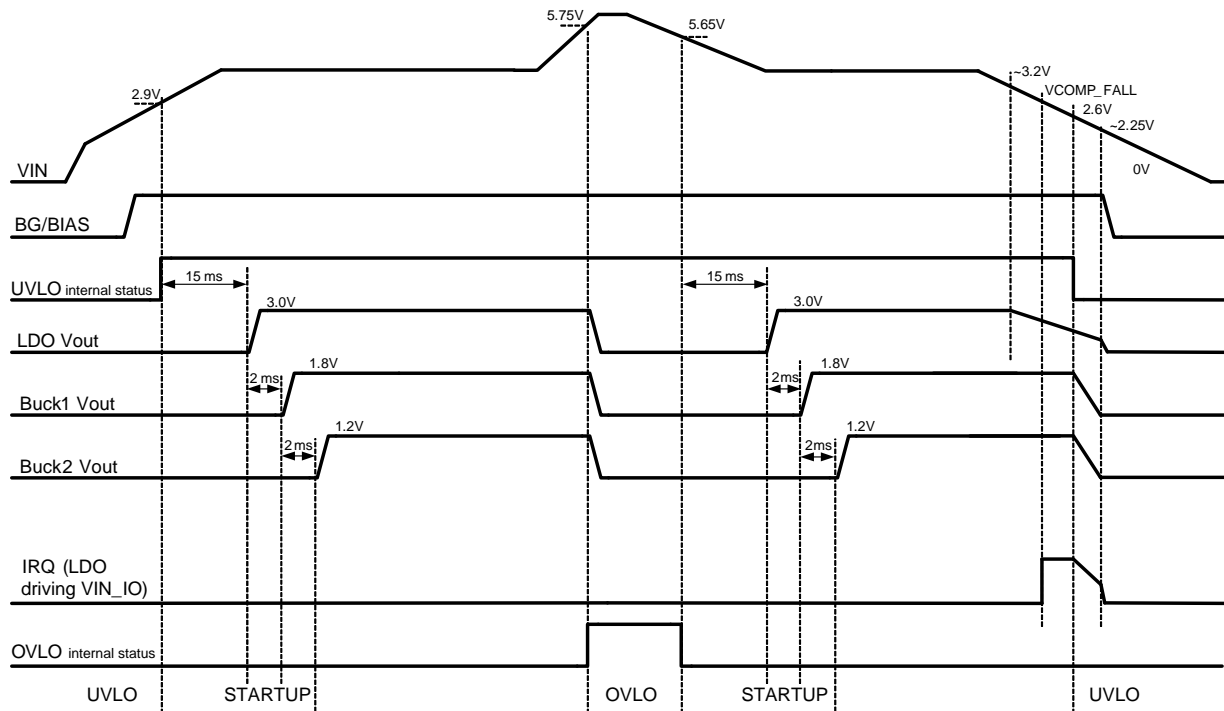 5.75V
5.65V
~3.2V
2.9V
VCOMP_FALL
2.6V
~2.25V
VIN
0V
BG/BIAS
15 ms
15 ms
UVLO internal status
3.0V
3.0V
LDO Vout
2 ms
1.8V
2ms
1.8V
Buck1 Vout
2ms
1.2V
2ms
1.2V
Buck2 Vout
IRQ (LDO
driving VIN_IO)
OVLO internal status
UVLO
STARTUP
OVLO
STARTUP
UVLO